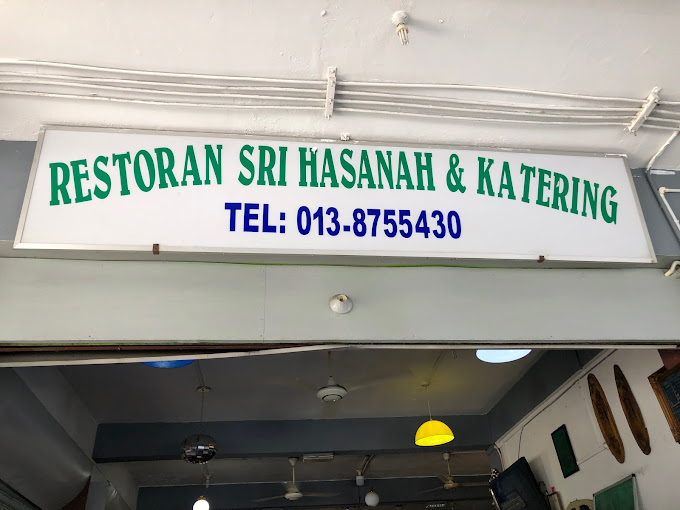 RESTORAN SRI HASANAH & KATERING
TEL: 013-8755430